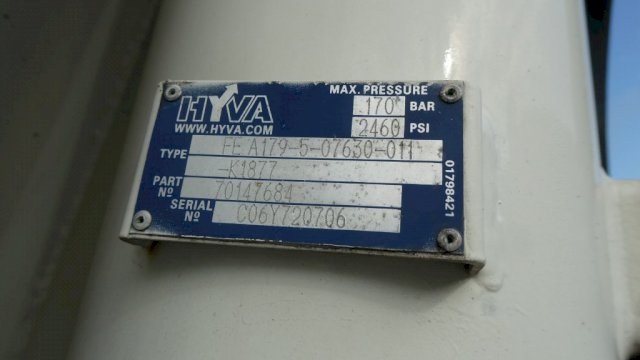 HYVA
WWW.HYVA.COM
MAX. PRESSURE
170 BAR
2460 PSI
TYPE FE A179-5-07630-011
-K1877
PART Nº 70147684
SERIAL Nº C06Y720706
01798421